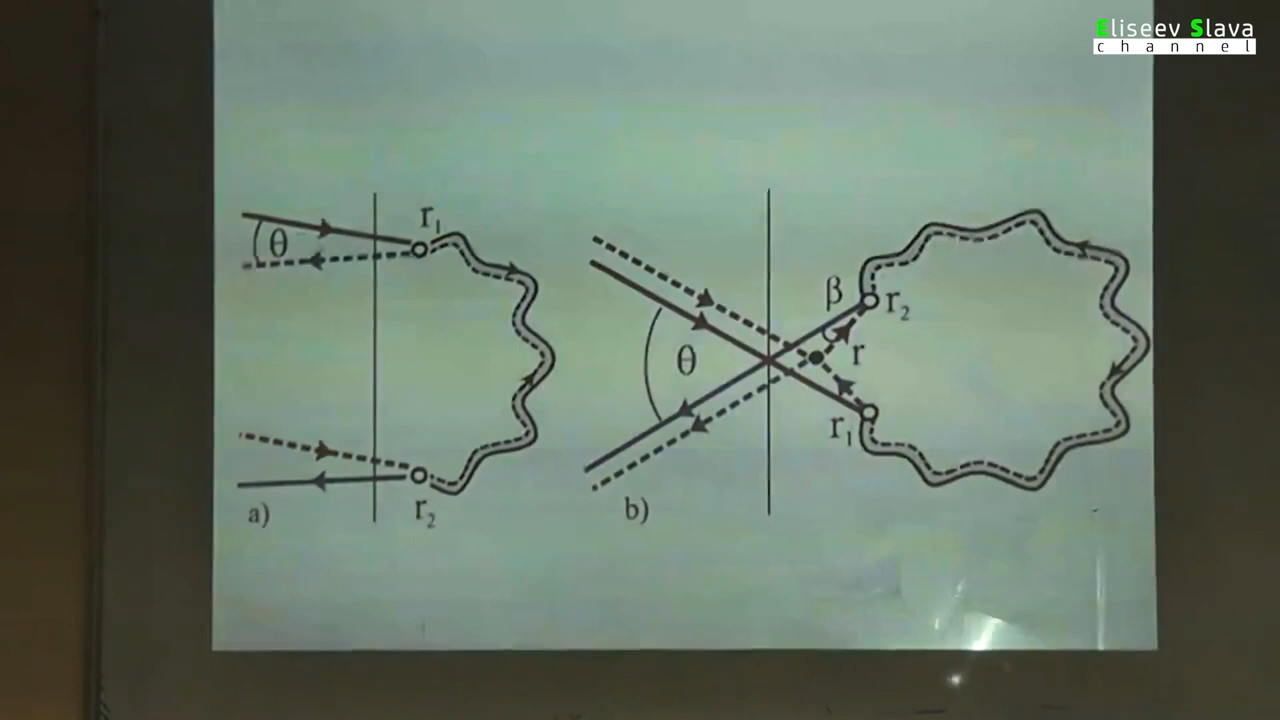 Eliseev Slava
channel
r₁
θ
r₂
a)
β
r₂
θ
r
r₁
b)